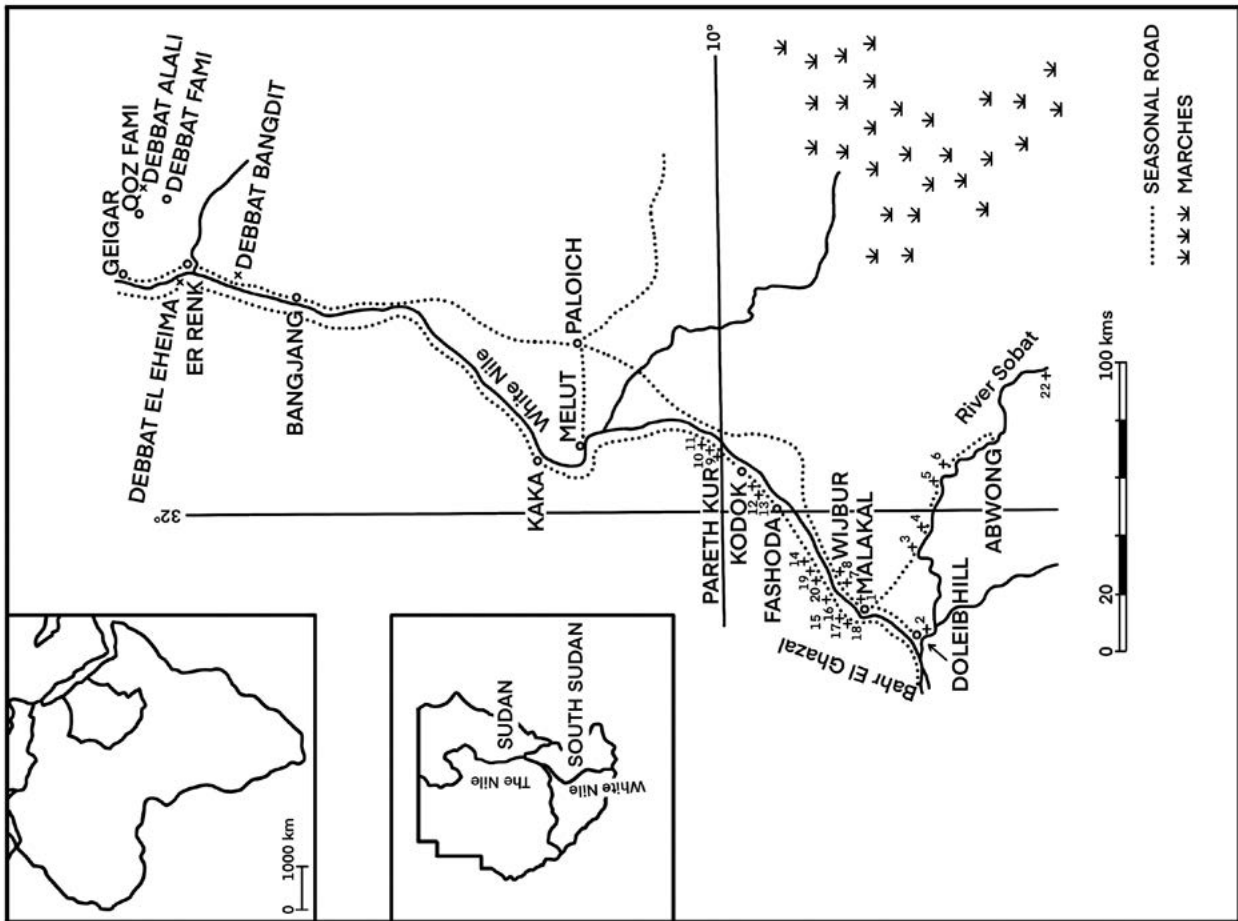 0 1000 km
SUDAN
SOUTH SUDAN
The Nile
White Nile
GEIGAR
QOZ FAMI
DEBBAT ALALI
DEBBAT FAMI
DEBBAT EL EHEIMA
ER RENK
DEBBAT BANGDIT
BANGJANG
32°
White Nile
KAKA
MELUT
PALOICH
10°
PARETH KUR
11
10
9
KODOK
12
13
FASHODA
14
19
20
15
16
17
18
WIJBUR
8
7
MALAKAL
1
Bahr El Ghazal
2
DOLEIB HILL
3
4
5
6
ABWONG
River Sobat
22
0 20 100 kms
SEASONAL ROAD
MARCHES